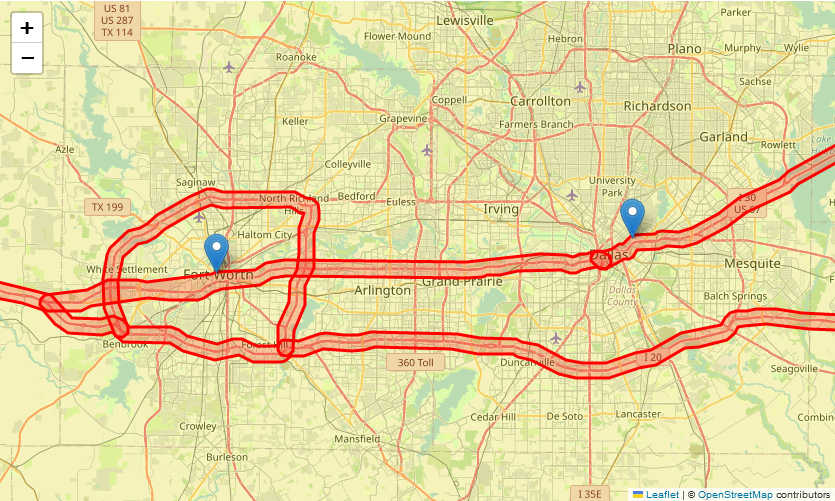 +
−
US 81
US 287
TX 114
Lewisville
Parker
Flower Mound
Hebron
Plano
Murphy
Wylie
Roanoke
Sachse
Coppell
Carrollton
Richardson
Keller
Grapevine
Farmers Branch
Garland
Rowlett
Azle
Colleyville
Saginaw
University
Park
TX 199
North Richland
Hills
Bedford
Euless
Irving
I 30
US 67
Haltom City
White Settlement
Fort Worth
Dallas
Mesquite
Arlington
Grand Prairie
Dallas
County
Balch Springs
Benbrook
Forest Hill
360 Toll
Duncanville
I 20
Seagoville
Cedar Hill
De Soto
Lancaster
Combin
Crowley
Mansfield
Burleson
I 35E
Leaflet | © OpenStreetMap contributors